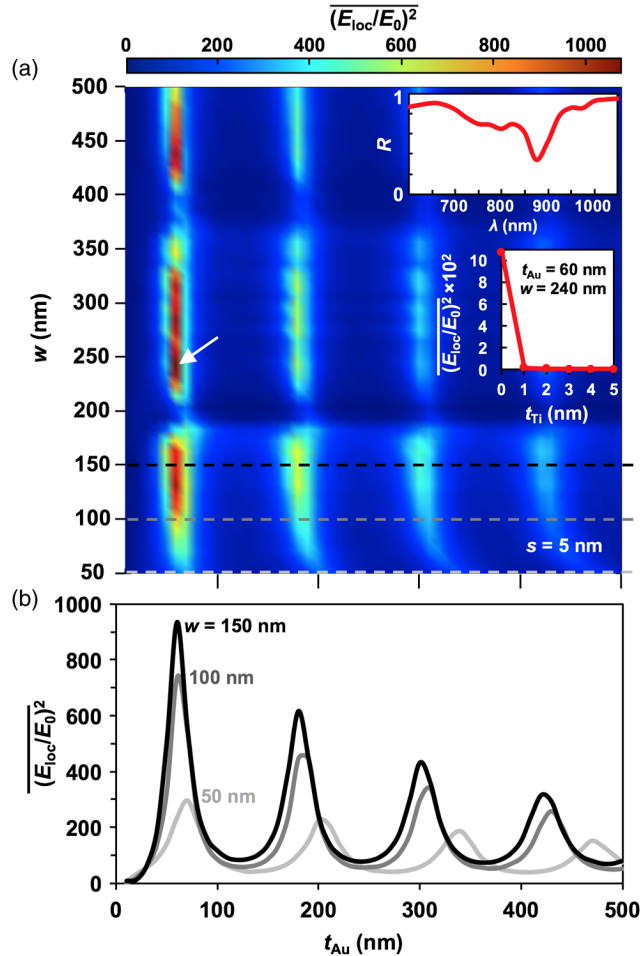 (E_loc/E_0)²
0 200 400 600 800 1000
(a)
500
450
400
350
300
250
200
150
100
50
w (nm)
1
R
0
700 800 900 1000
λ (nm)
(E_loc/E_0)² ×10²
10
8
6
4
2
0
t_Au = 60 nm
w = 240 nm
0 1 2 3 4 5
t_Ti (nm)
s = 5 nm
(b)
1000
800
600
400
200
0
(E_loc/E_0)²
w = 150 nm
100 nm
50 nm
0 100 200 300 400 500
t_Au (nm)